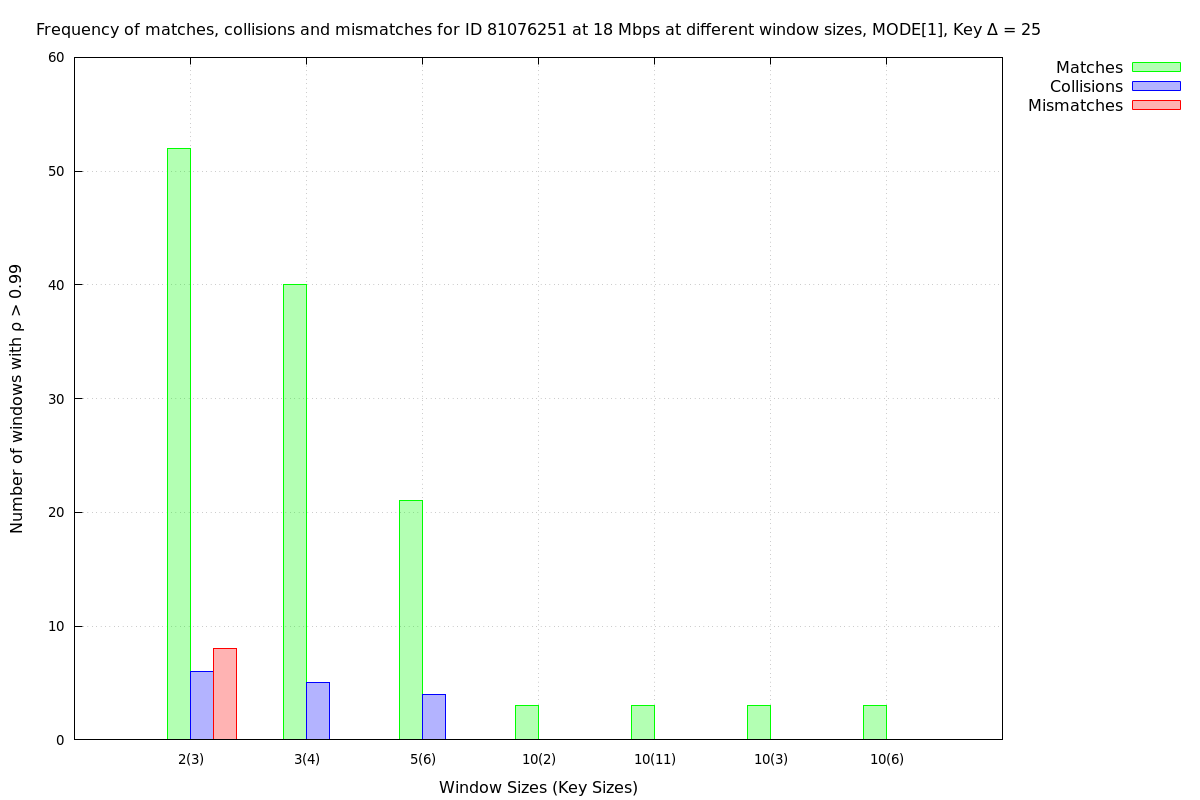 Frequency of matches, collisions and mismatches for ID 81076251 at 18 Mbps at different window sizes, MODE[1], Key Δ = 25
Matches
Collisions
Mismatches
Number of windows with ρ > 0.99
60
50
40
30
20
10
0
2(3) 3(4) 5(6) 10(2) 10(11) 10(3) 10(6)
Window Sizes (Key Sizes)